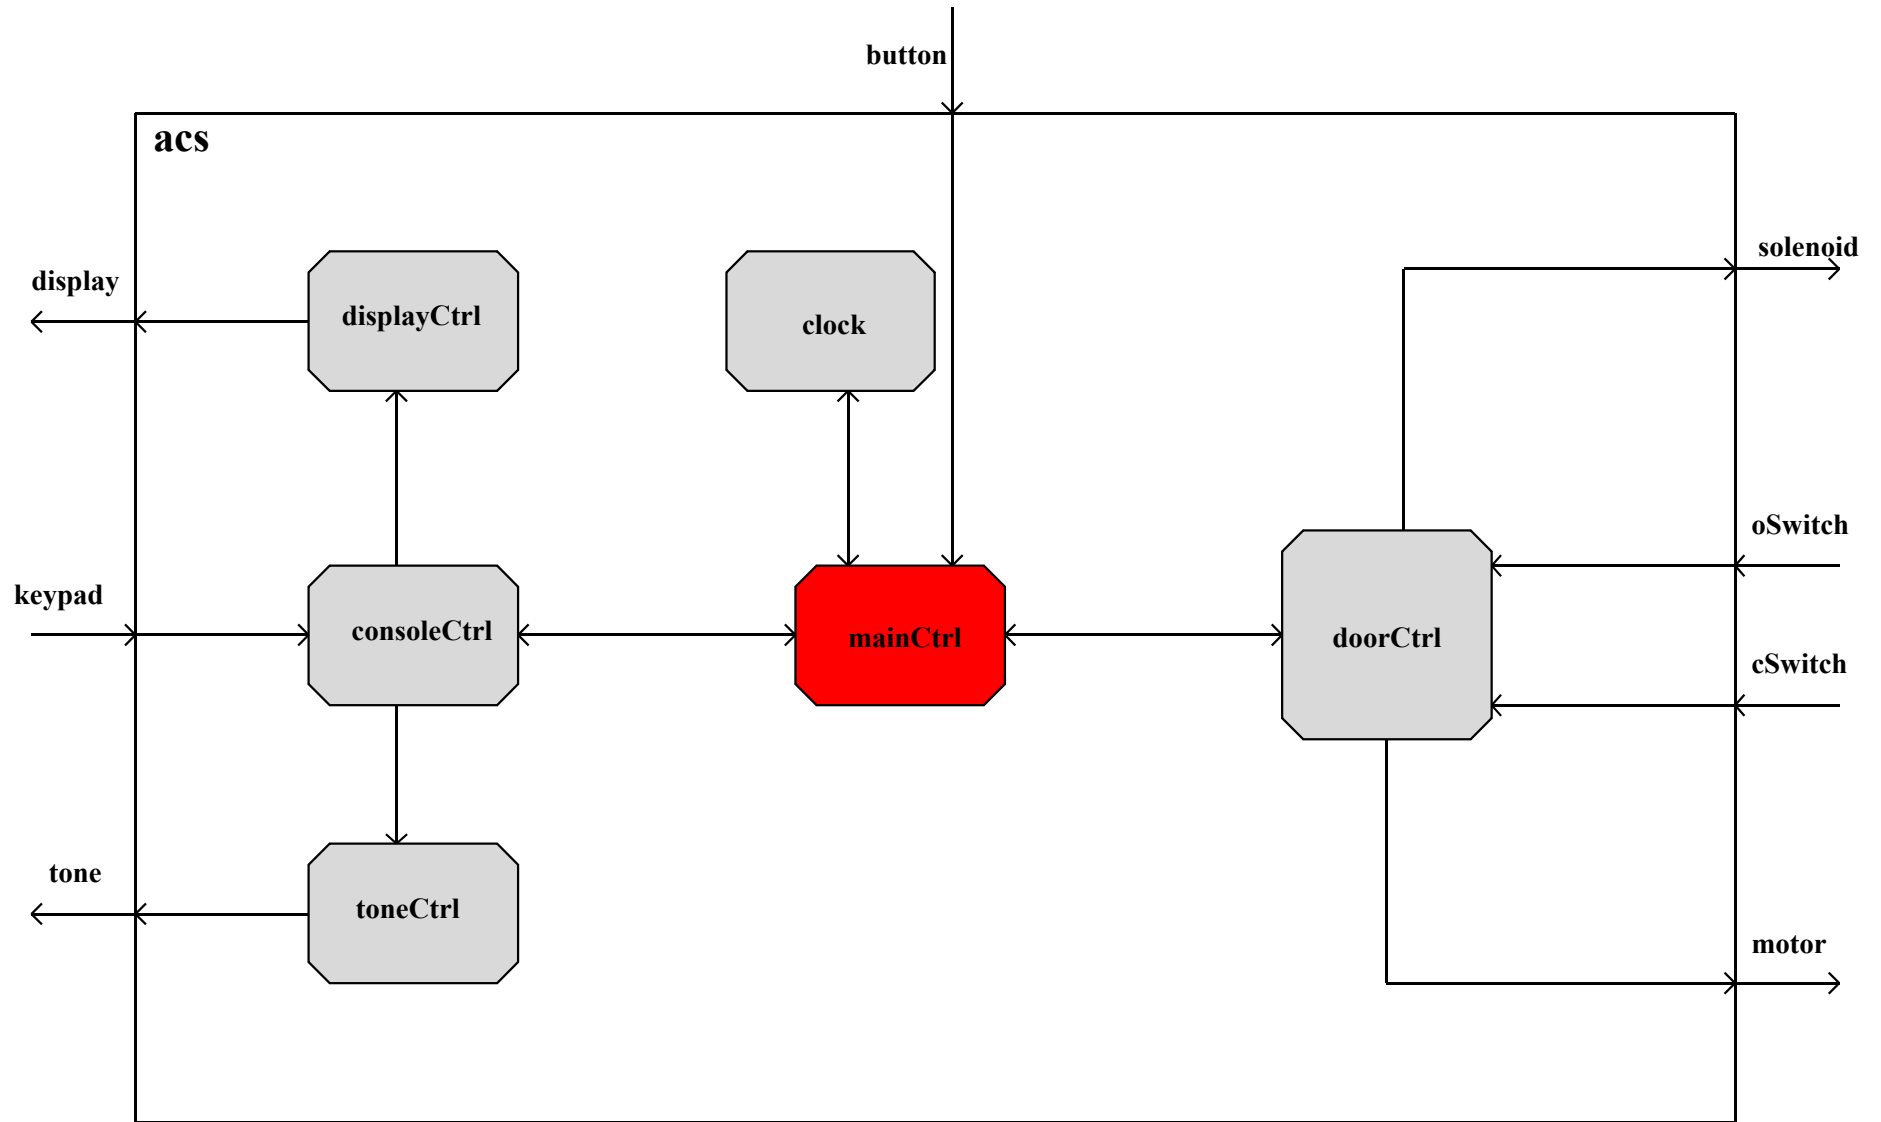 button
acs
solenoid
display
displayCtrl
clock
oSwitch
keypad
consoleCtrl
mainCtrl
doorCtrl
cSwitch
tone
toneCtrl
motor